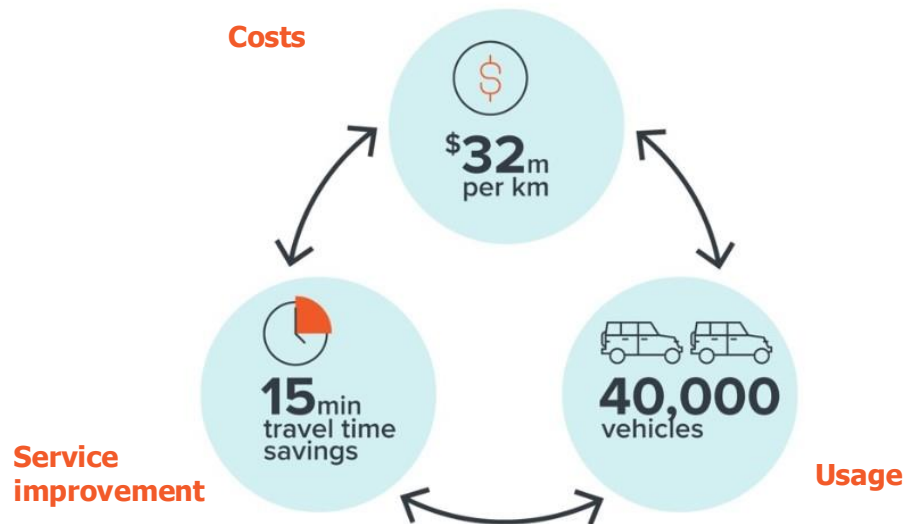 Costs
$
$32m
per km
15min
travel time
savings
40,000
vehicles
Service
improvement
Usage